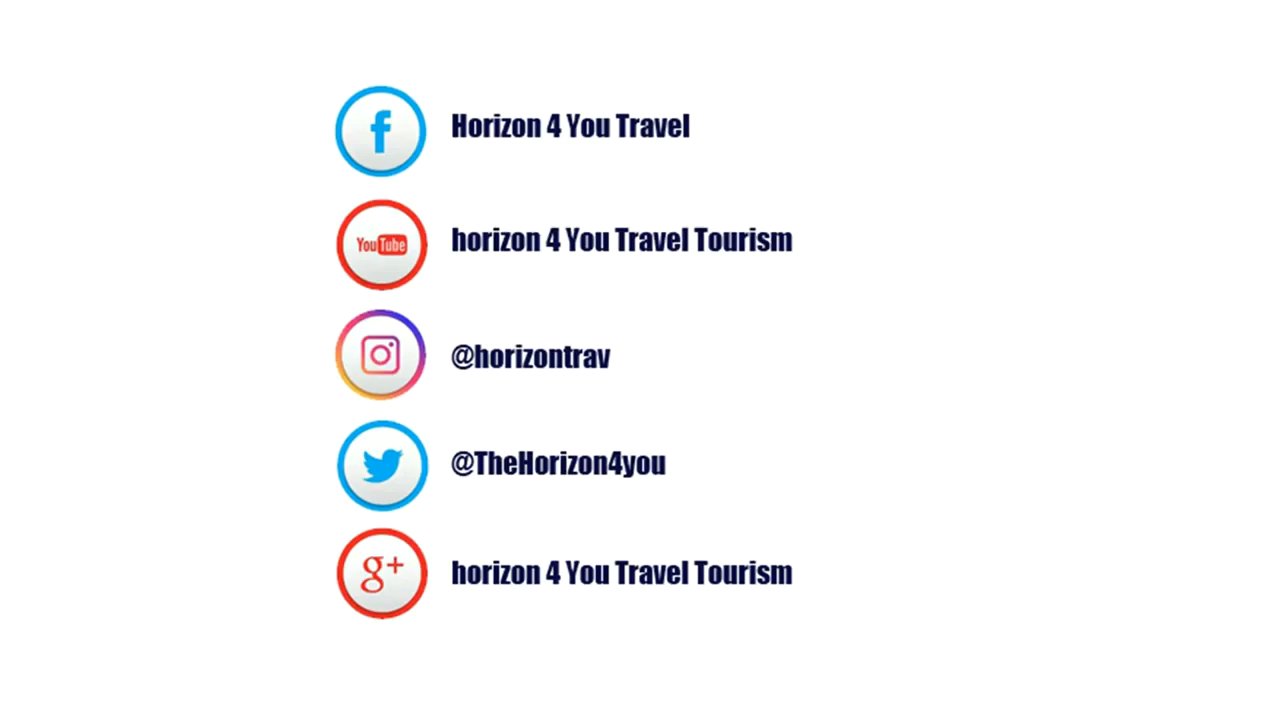 f Horizon 4 You Travel
YouTube horizon 4 You Travel Tourism
@horizontrav
@TheHorizon4you
g+ horizon 4 You Travel Tourism